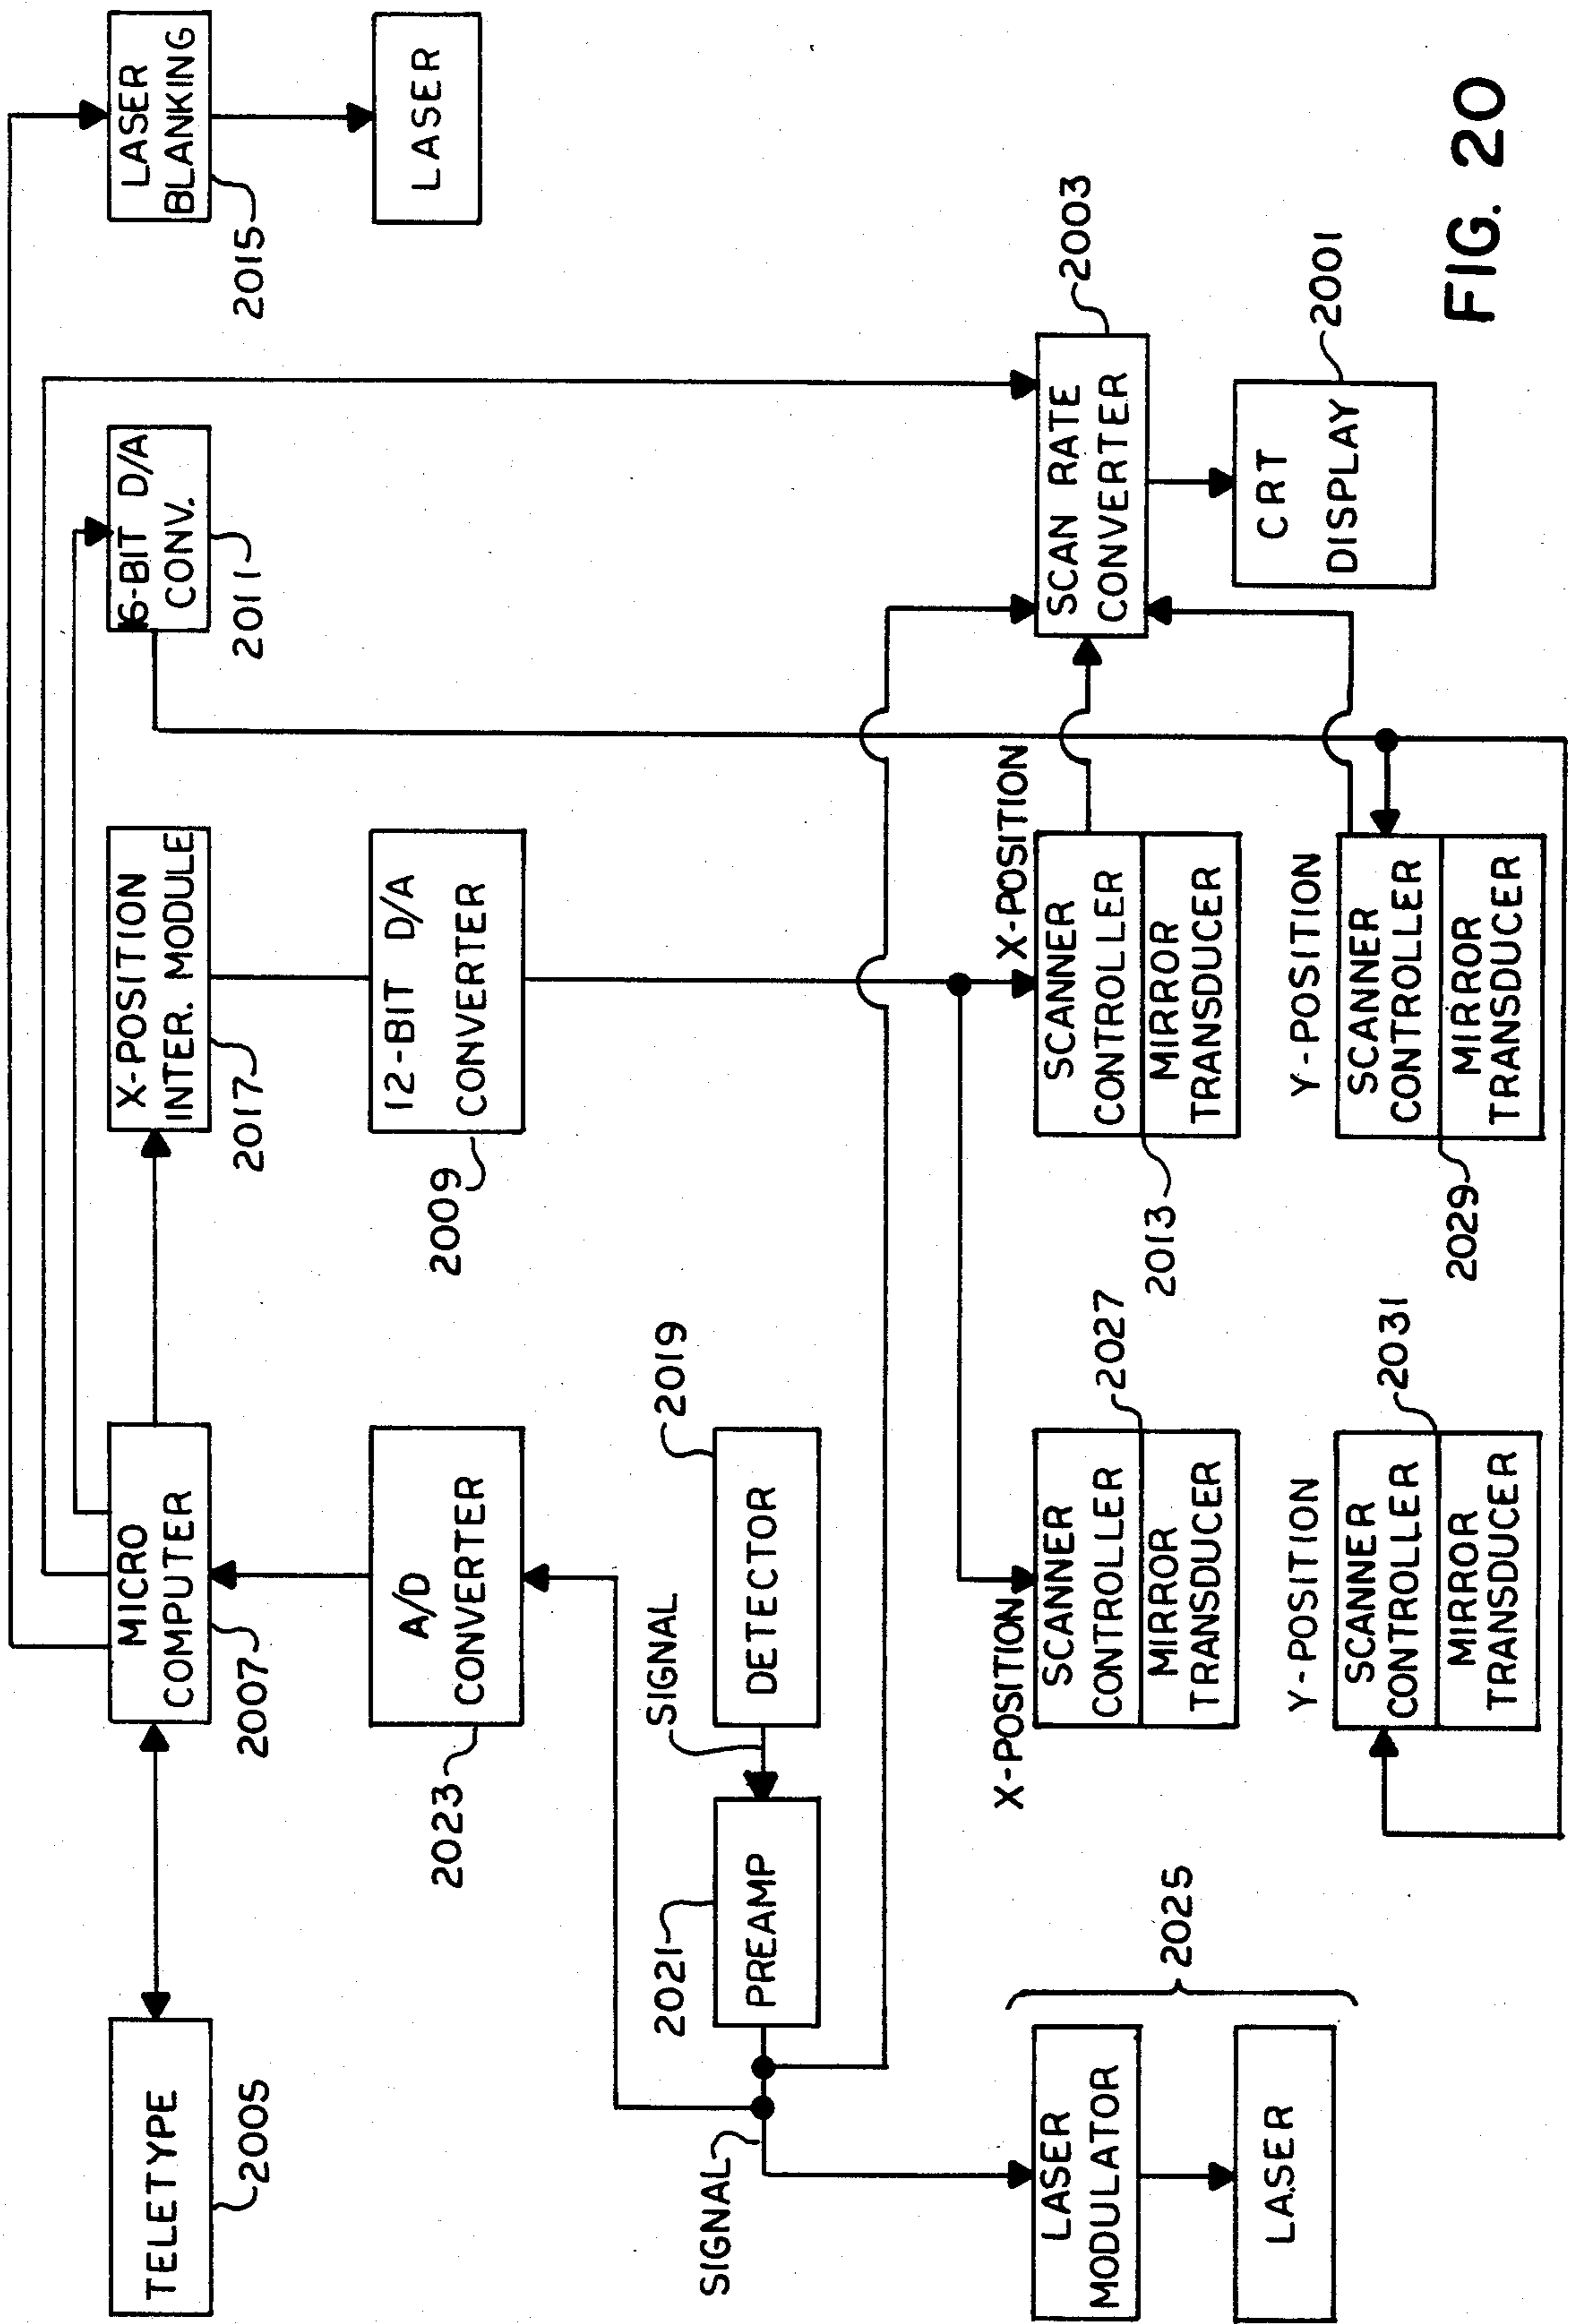 TELETYPE
2005
MICRO
COMPUTER
2007
X-POSITION
INTER. MODULE
2017
16-BIT D/A
CONV.
2011
LASER
BLANKING
2015
A/D
CONVERTER
2023
12-BIT D/A
CONVERTER
2009
LASER
SIGNAL
2021
PREAMP
SIGNAL
DETECTOR
2019
LASER
MODULATOR
LASER
2025
X-POSITION
SCANNER
CONTROLLER
MIRROR
TRANSDUCER
2027
X-POSITION
SCANNER
CONTROLLER
MIRROR
TRANSDUCER
2013
SCAN RATE
CONVERTER
2003
CRT
DISPLAY
2001
Y-POSITION
SCANNER
CONTROLLER
MIRROR
TRANSDUCER
2031
Y-POSITION
SCANNER
CONTROLLER
MIRROR
TRANSDUCER
2029
FIG. 20